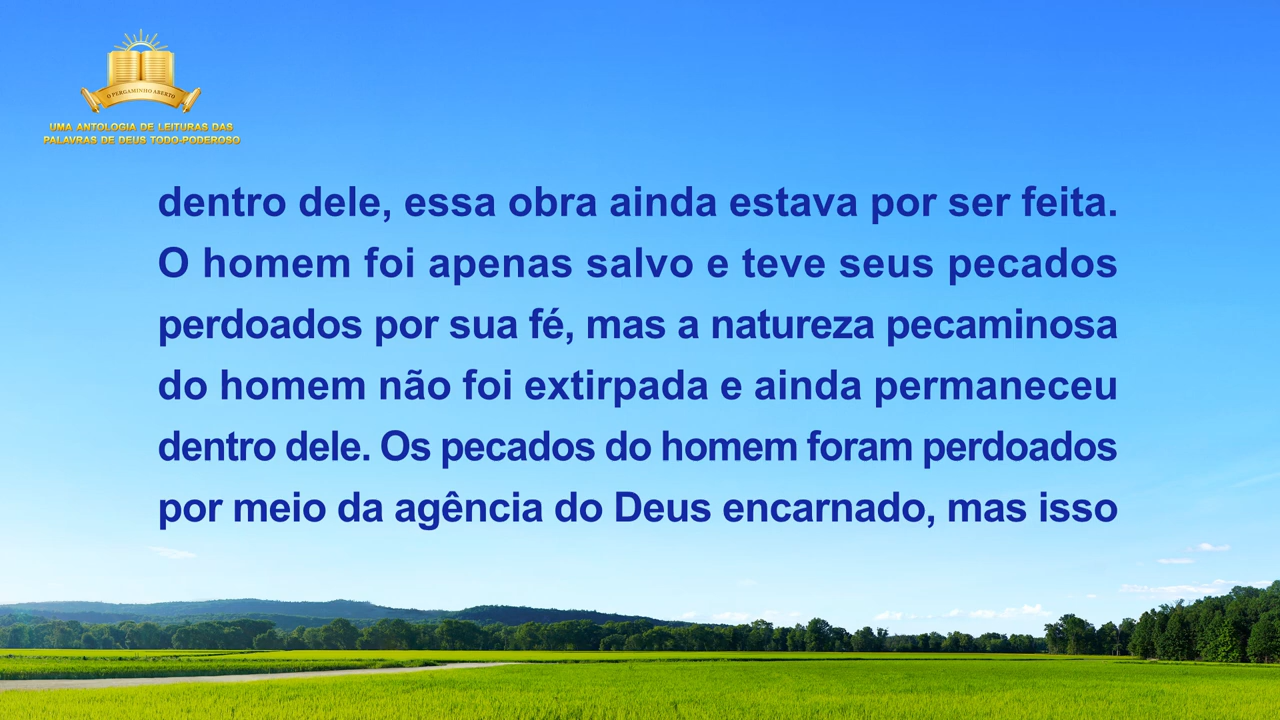 O PERGAMINHO ABERTO
UMA ANTOLOGIA DE LEITURAS DAS
PALAVRAS DE DEUS TODO-PODEROSO
dentro dele, essa obra ainda estava por ser feita.
O homem foi apenas salvo e teve seus pecados
perdoados por sua fé, mas a natureza pecaminosa
do homem não foi extirpada e ainda permaneceu
dentro dele. Os pecados do homem foram perdoados
por meio da agência do Deus encarnado, mas isso